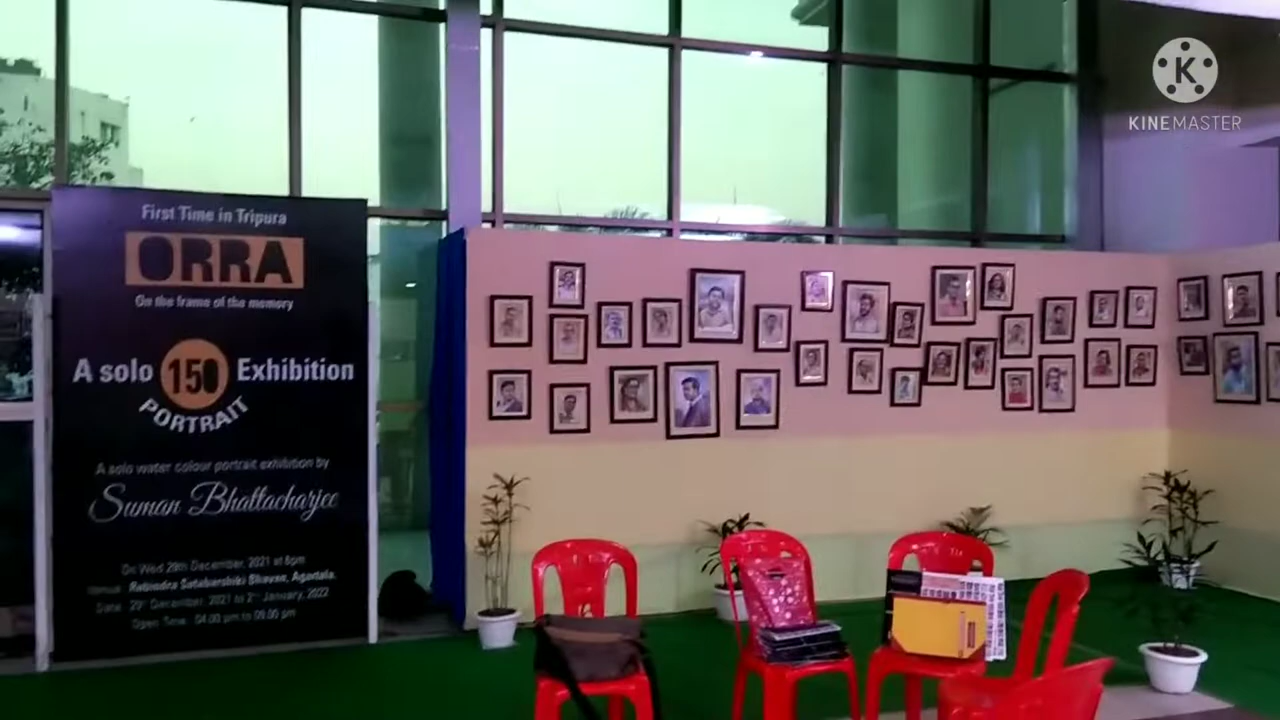 First Time in Tripura
ORRA
On the frame of the memory
A solo 150 Exhibition
PORTRAIT
A solo water colour portrait exhibition by
Suman Bhattacharjee
On Wed 29th December, 2021 at 6pm
Venue: Rabindra Satabarshiki Bhavan, Agartala,
Date: 29th December, 2021 to 2nd January, 2022
Open Time: 04:00 pm to 09:00 pm
K
KINEMASTER